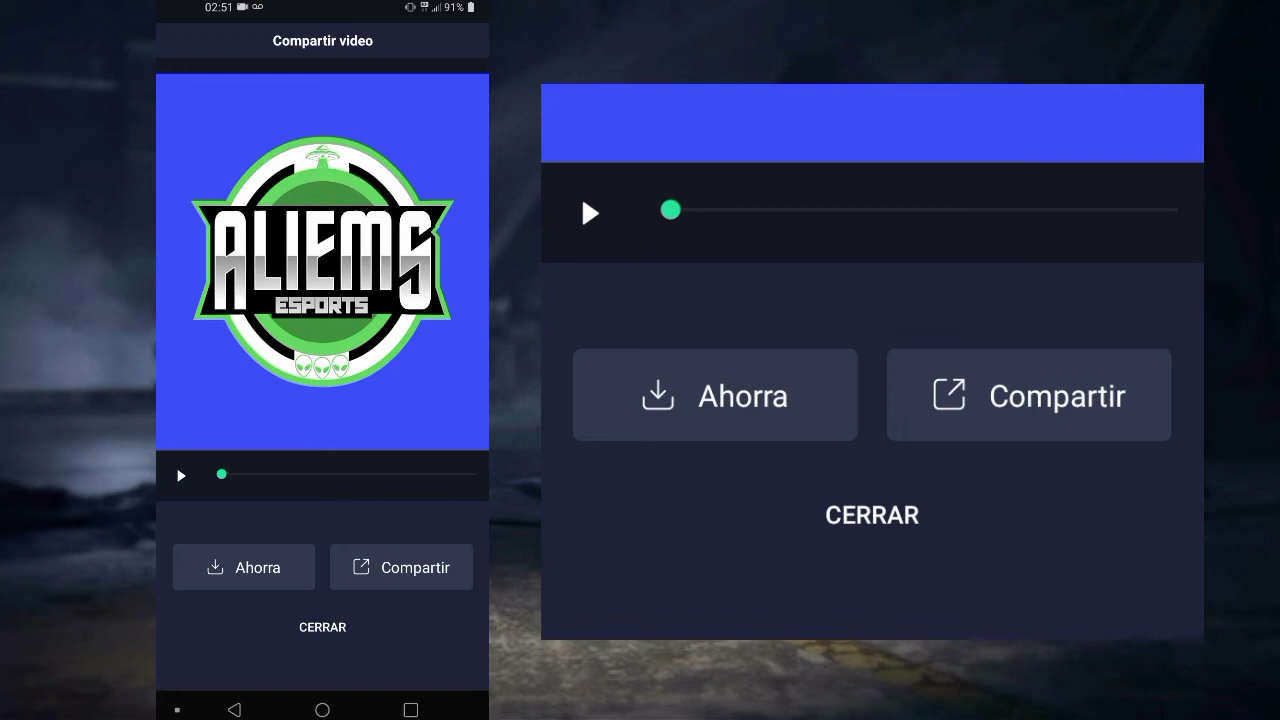 02:51
91%
Compartir video
ALIEMS
ESPORTS
Ahorra
Compartir
CERRAR
Ahorra
Compartir
CERRAR